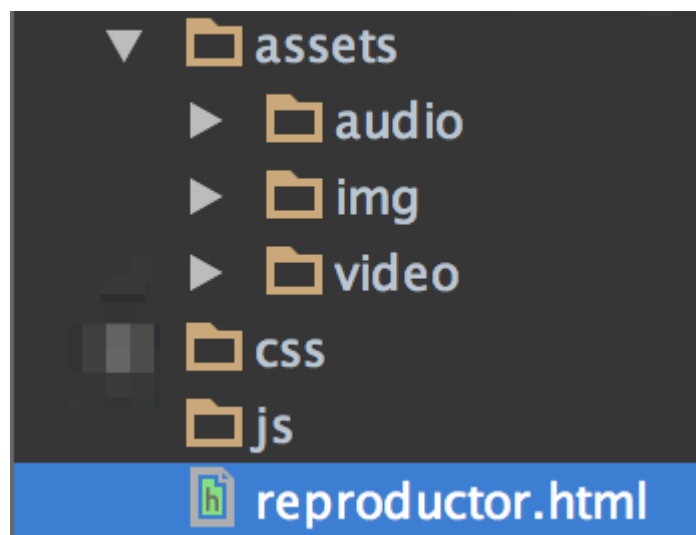 assets
audio
img
video
css
js
h reproductor.html